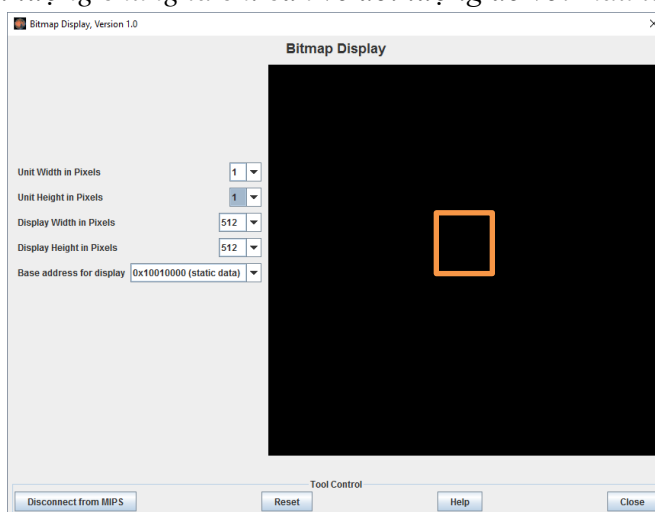 Bitmap Display, Version 1.0
Bitmap Display
Unit Width in Pixels 1
Unit Height in Pixels 1
Display Width in Pixels 512
Display Height in Pixels 512
Base address for display 0x10010000 (static data)
Tool Control
Disconnect from MIPS Reset Help Close